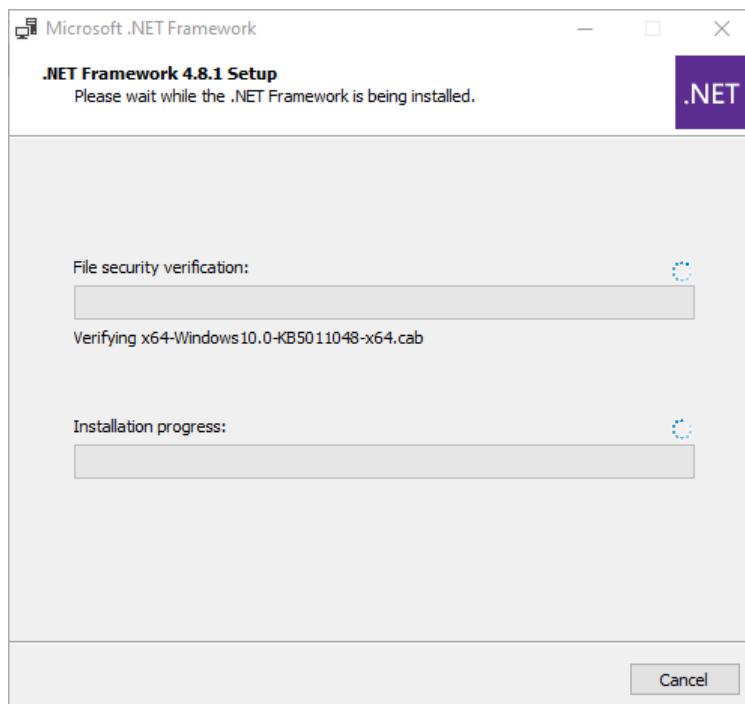 Microsoft .NET Framework
.NET Framework 4.8.1 Setup
Please wait while the .NET Framework is being installed.
.NET
File security verification:
Verifying x64-Windows10.0-KB5011048-x64.cab
Installation progress:
Cancel